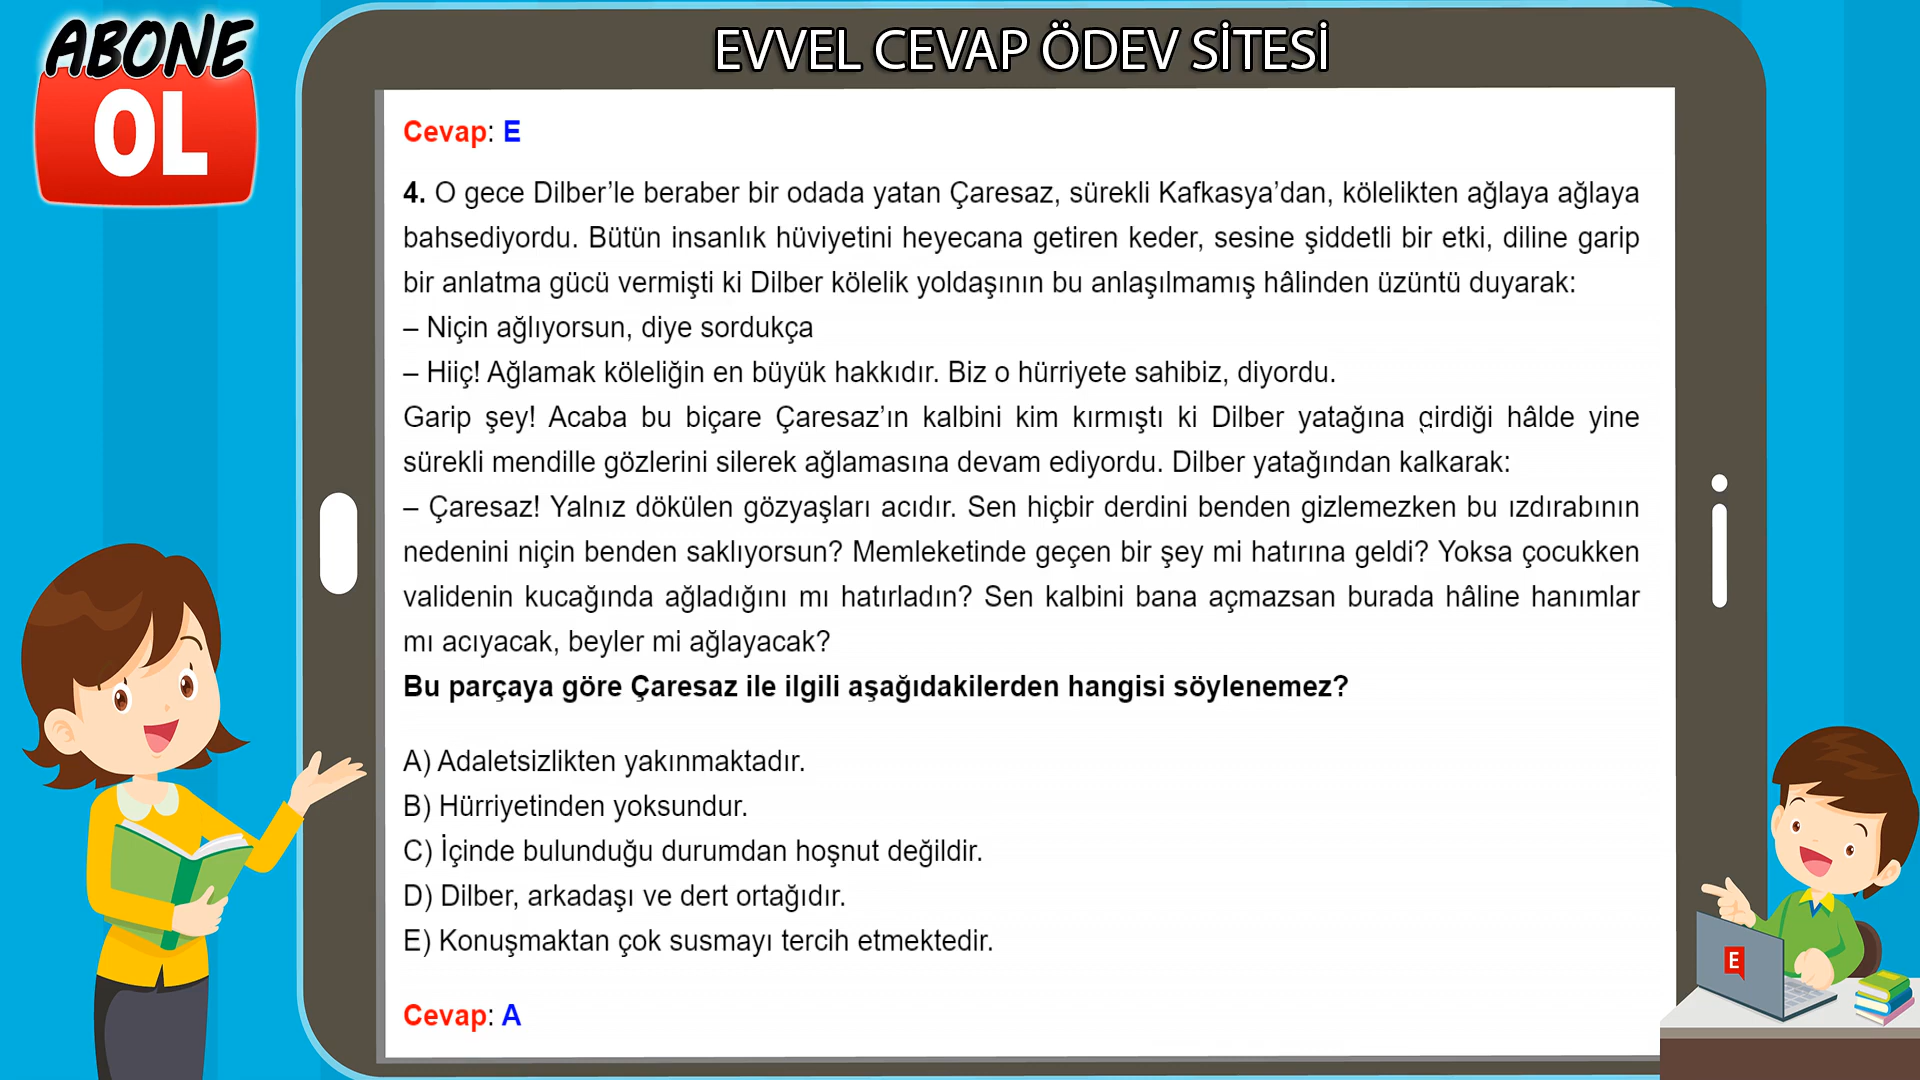 ABONE
OL
EVVEL CEVAP ÖDEV SİTESİ
Cevap: E
4. O gece Dilber’le beraber bir odada yatan Çaresaz, sürekli Kafkasya’dan, kölelikten ağlaya ağlaya
bahsediyordu. Bütün insanlık hüviyetini heyecana getiren keder, sesine şiddetli bir etki, diline garip
bir anlatma gücü vermişti ki Dilber kölelik yoldaşının bu anlaşılmamış hâlinden üzüntü duyarak:
– Niçin ağlıyorsun, diye sordukça
– Hiiç! Ağlamak köleliğin en büyük hakkıdır. Biz o hürriyete sahibiz, diyordu.
Garip şey! Acaba bu biçare Çaresaz’ın kalbini kim kırmıştı ki Dilber yatağına girdiği hâlde yine
sürekli mendille gözlerini silerek ağlamasına devam ediyordu. Dilber yatağından kalkarak:
– Çaresaz! Yalnız dökülen gözyaşları acıdır. Sen hiçbir derdini benden gizlemezken bu ızdırabının
nedenini niçin benden saklıyorsun? Memleketinde geçen bir şey mi hatırına geldi? Yoksa çocukken
validenin kucağında ağladığını mı hatırladın? Sen kalbini bana açmazsan burada hâline hanımlar
mı acıyacak, beyler mi ağlayacak?
Bu parçaya göre Çaresaz ile ilgili aşağıdakilerden hangisi söylenemez?
A) Adaletsizlikten yakınmaktadır.
B) Hürriyetinden yoksundur.
C) İçinde bulunduğu durumdan hoşnut değildir.
D) Dilber, arkadaşı ve dert ortağıdır.
E) Konuşmaktan çok susmayı tercih etmektedir.
Cevap: A
E